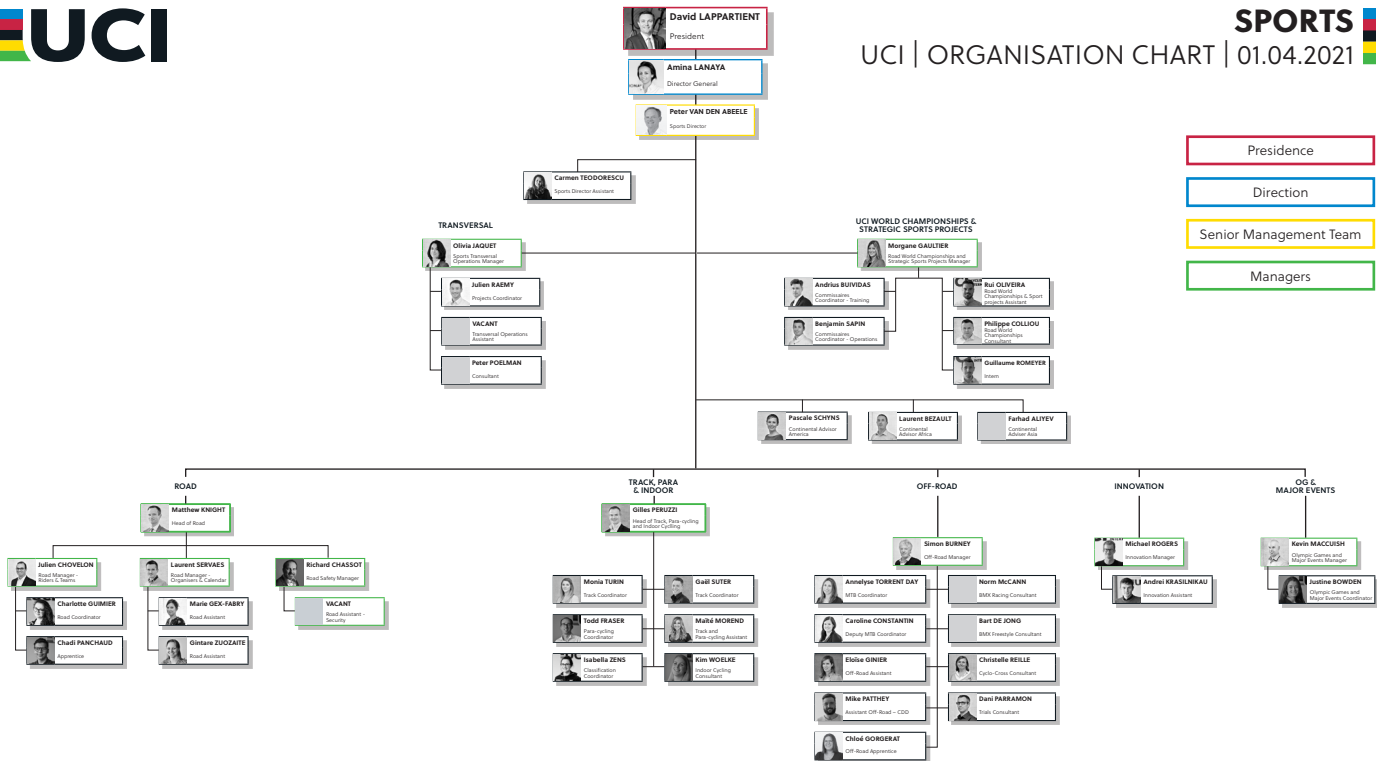 UCI
SPORTS
UCI | ORGANISATION CHART | 01.04.2021
David LAPPARTIENT
President
Amina LANAYA
Director General
Peter VAN DEN ABEELE
Sports Director
Presidence
Direction
Senior Management Team
Managers
Carmen TEODORESCU
Sports Director Assistant
TRANSVERSAL
Olivia JAQUET
Sports Transversal
Operations Manager
Julien RAEMY
Projects Coordinator
VACANT
Transversal Operations
Assistant
Peter POELMAN
Consultant
UCI WORLD CHAMPIONSHIPS &
STRATEGIC SPORTS PROJECTS
Morgane GAULTIER
Road World Championships and
Strategic Sports Projects Manager
Andrius BUIVIDAS
Commissaires
Coordinator - Training
Benjamin SAPIN
Commissaires
Coordinator - Operations
Rui OLIVEIRA
Road World
Championships & Sport
projects Assistant
Philippe COLLIOU
Road World
Championships
Consultant
Guillaume ROMEYER
Intern
Pascale SCHYNS
Continental Advisor
America
Laurent BEZAULT
Continental
Advisor Africa
Farhad ALIYEV
Continental
Adviser Asia
ROAD
Matthew KNIGHT
Head of Road
Julien CHOVELON
Road Manager -
Riders & Teams
Charlotte GUIMIER
Road Coordinator
Chadi PANCHAUD
Apprentice
Laurent SERVAES
Road Manager -
Organisers & Calendar
Marie GEX-FABRY
Road Assistant
Gintare ZUOZAITE
Road Assistant
Richard CHASSOT
Road Safety Manager
VACANT
Road Assistant -
Security
TRACK, PARA
& INDOOR
Gilles PERUZZI
Head of Track, Para-cycling
and Indoor Cycling
Monia TURIN
Track Coordinator
Gaël SUTER
Track Coordinator
Todd FRASER
Para-cycling
Coordinator
Maïté MOREND
Track and
Para-cycling Assistant
Isabella ZENS
Classification
Coordinator
Kim WOELKE
Indoor Cycling
Consultant
OFF-ROAD
Simon BURNEY
Off-Road Manager
Annelyse TORRENT DAY
MTB Coordinator
Norm McCANN
BMX Racing Consultant
Caroline CONSTANTIN
Deputy MTB Coordinator
Bart DE JONG
BMX Freestyle Consultant
Eloïse GINIER
Off-Road Assistant
Christelle REILLE
Cyclo-Cross Consultant
Mike PATTHEY
Assistant Off-Road – CDD
Dani PARRAMON
Trials Consultant
Chloé GORGERAT
Off-Road Apprentice
INNOVATION
Michael ROGERS
Innovation Manager
Andrei KRASILNIKAU
Innovation Assistant
OG &
MAJOR EVENTS
Kevin MACCUISH
Olympic Games and
Major Events Manager
Justine BOWDEN
Olympic Games and
Major Events Coordinator